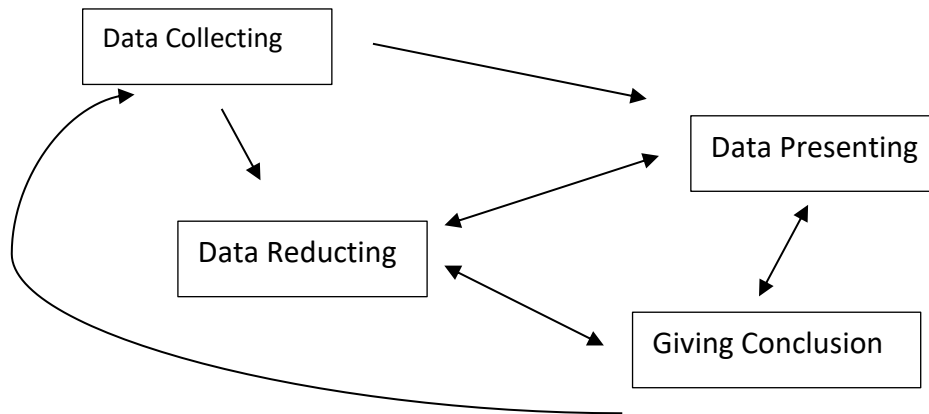 Data Collecting
Data Presenting
Data Reducting
Giving Conclusion